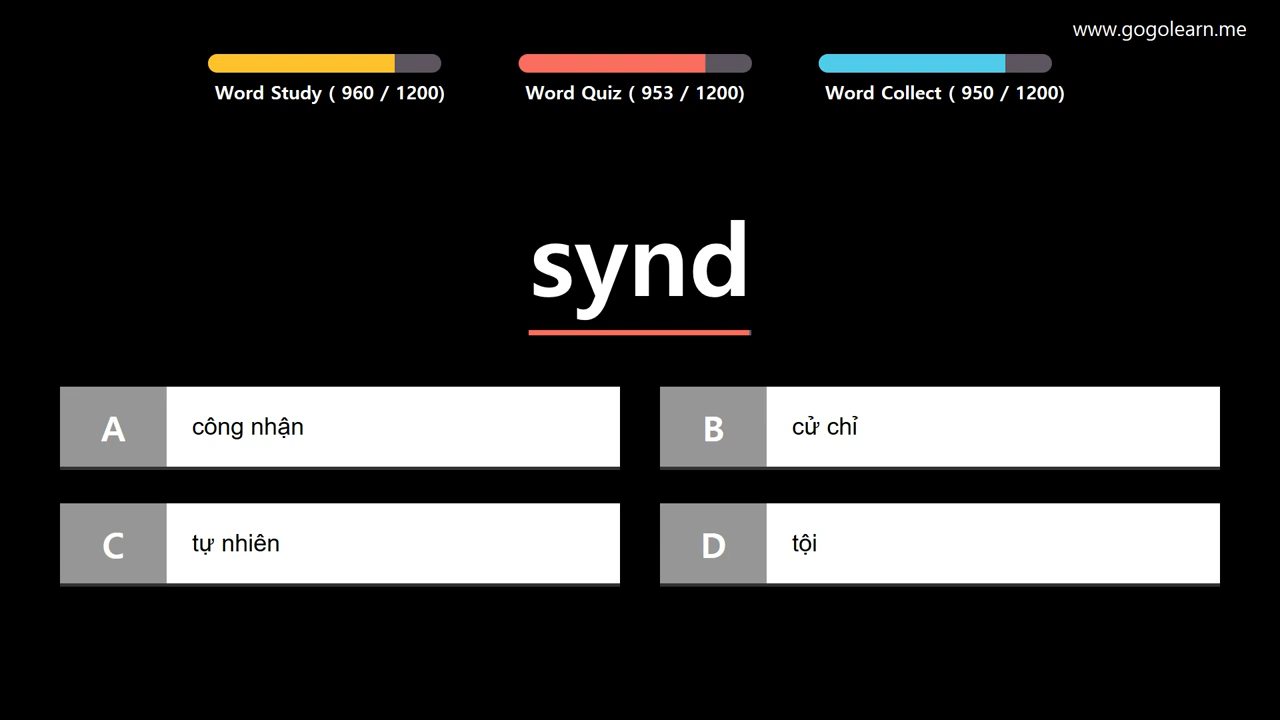 www.gogolearn.me
Word Study ( 960 / 1200)
Word Quiz ( 953 / 1200)
Word Collect ( 950 / 1200)
synd
A công nhận
B cử chỉ
C tự nhiên
D tội